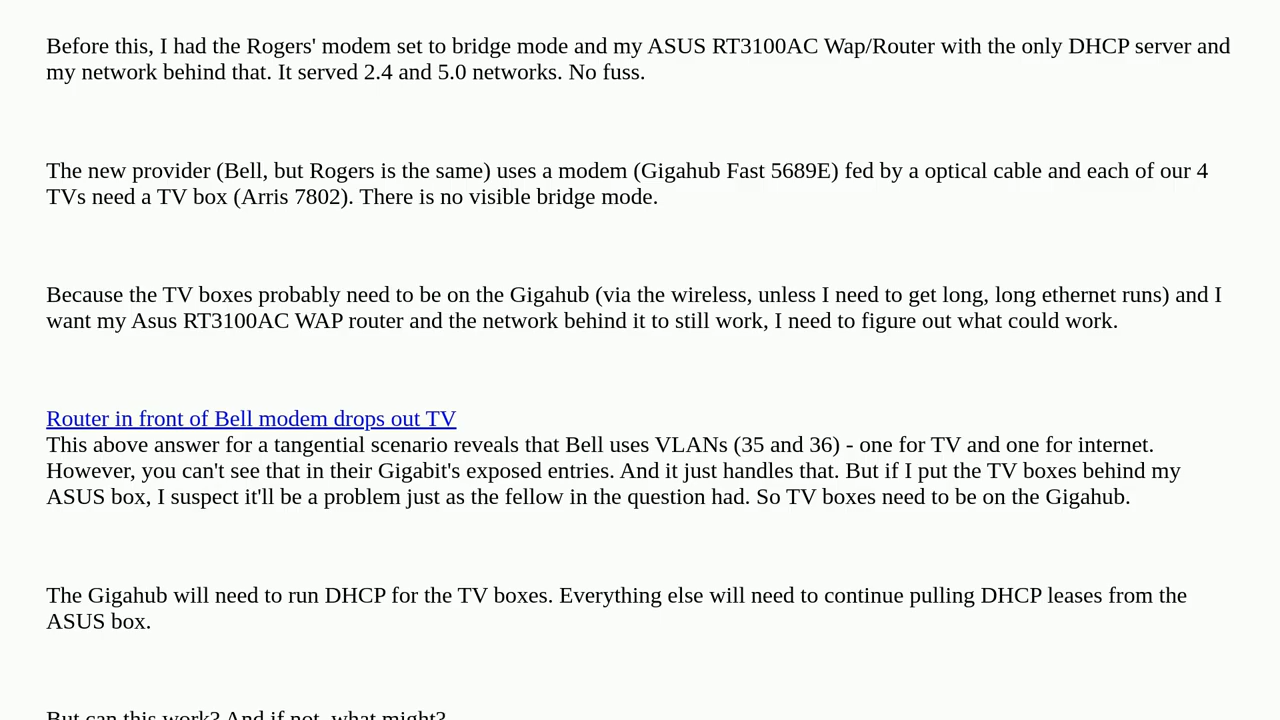 Before this, I had the Rogers' modem set to bridge mode and my ASUS RT3100AC Wap/Router with the only DHCP server and
my network behind that. It served 2.4 and 5.0 networks. No fuss.
The new provider (Bell, but Rogers is the same) uses a modem (Gigahub Fast 5689E) fed by a optical cable and each of our 4
TVs need a TV box (Arris 7802). There is no visible bridge mode.
Because the TV boxes probably need to be on the Gigahub (via the wireless, unless I need to get long, long ethernet runs) and I
want my Asus RT3100AC WAP router and the network behind it to still work, I need to figure out what could work.
Router in front of Bell modem drops out TV
This above answer for a tangential scenario reveals that Bell uses VLANs (35 and 36) - one for TV and one for internet.
However, you can't see that in their Gigabit's exposed entries. And it just handles that. But if I put the TV boxes behind my
ASUS box, I suspect it'll be a problem just as the fellow in the question had. So TV boxes need to be on the Gigahub.
The Gigahub will need to run DHCP for the TV boxes. Everything else will need to continue pulling DHCP leases from the
ASUS box.
But can this work? And if not, what might?